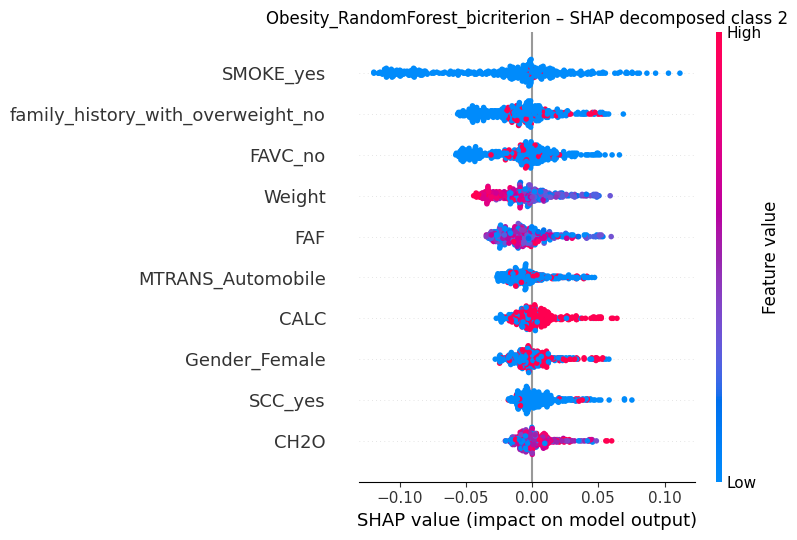 Obesity_RandomForest_bicriterion – SHAP decomposed class 2
High
SMOKE_yes
family_history_with_overweight_no
FAVC_no
Weight
FAF
MTRANS_Automobile
CALC
Gender_Female
SCC_yes
CH2O
Feature value
Low
−0.10 −0.05 0.00 0.05 0.10
SHAP value (impact on model output)